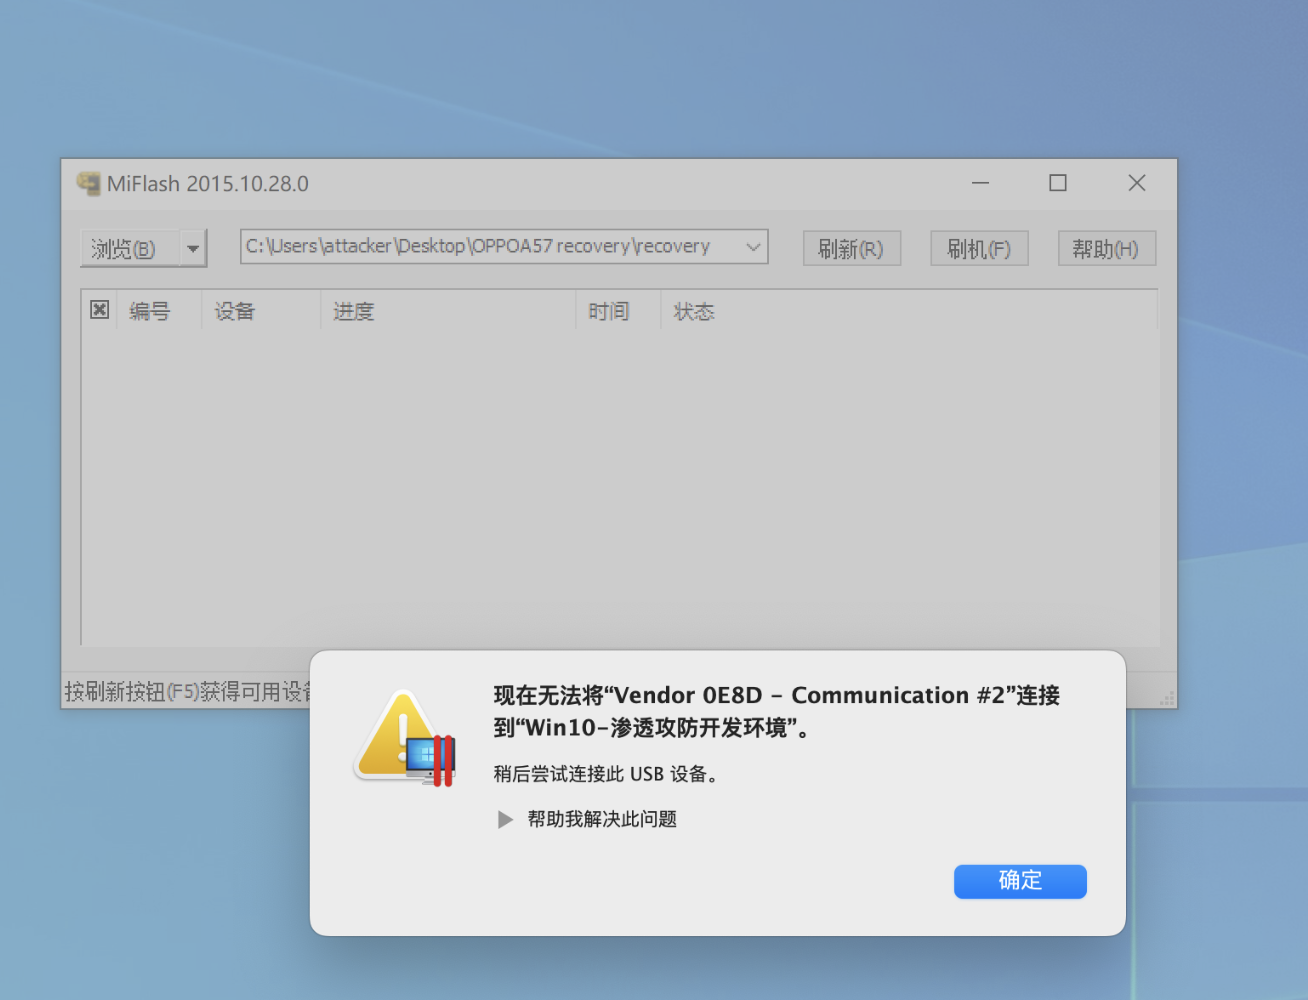 MiFlash 2015.10.28.0
浏览(B)
C:\Users\attacker\Desktop\OPPOA57 recovery\recovery
刷新(R)
刷机(F)
帮助(H)
编号
设备
进度
时间
状态
按刷新按钮(F5)获得可用设
现在无法将“Vendor 0E8D – Communication #2”连接
到“Win10-渗透攻防开发环境”。
稍后尝试连接此 USB 设备。
帮助我解决此问题
确定